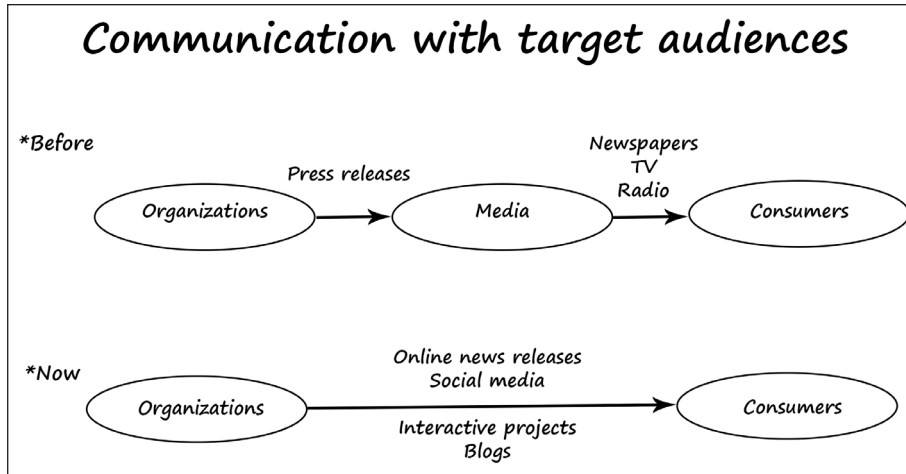 Communication with target audiences
*Before
Press releases
Newspapers
TV
Radio
Organizations
Media
Consumers
*Now
Online news releases
Social media
Organizations
Consumers
Interactive projects
Blogs